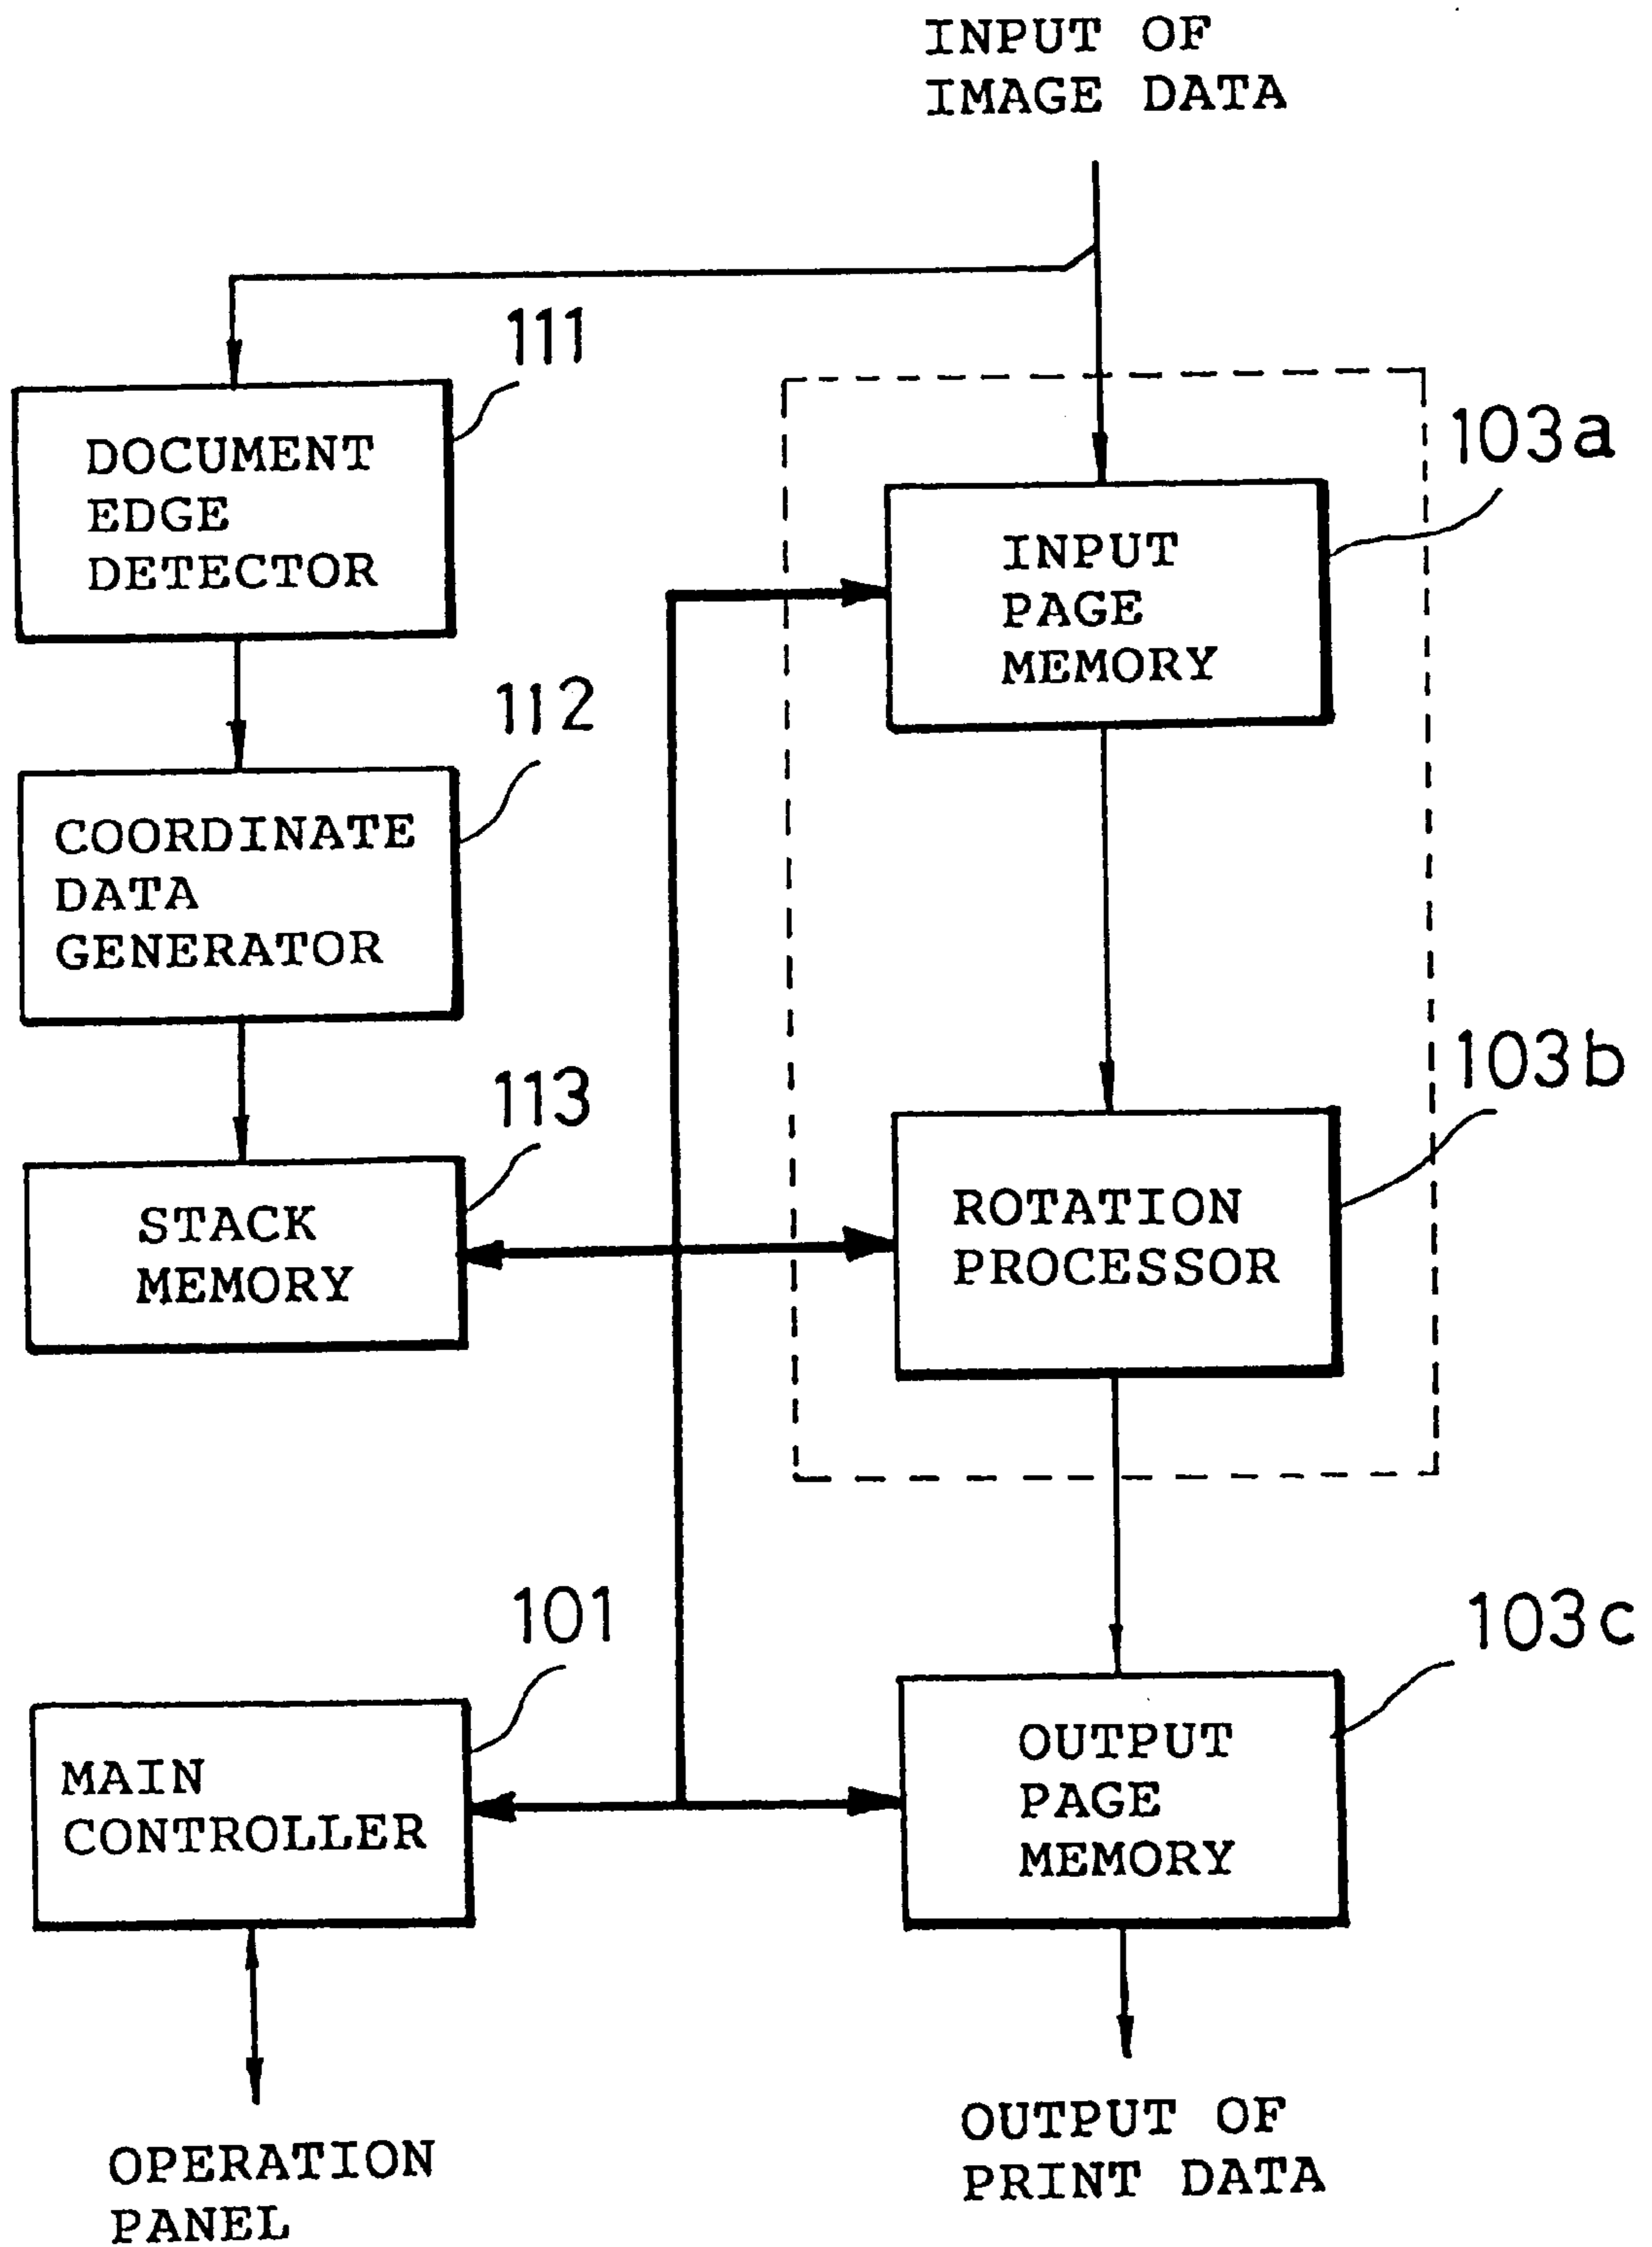 INPUT OF
IMAGE DATA
111
DOCUMENT
EDGE
DETECTOR
103a
INPUT
PAGE
MEMORY
112
COORDINATE
DATA
GENERATOR
113
STACK
MEMORY
103b
ROTATION
PROCESSOR
101
MAIN
CONTROLLER
103c
OUTPUT
PAGE
MEMORY
OPERATION
PANEL
OUTPUT OF
PRINT DATA